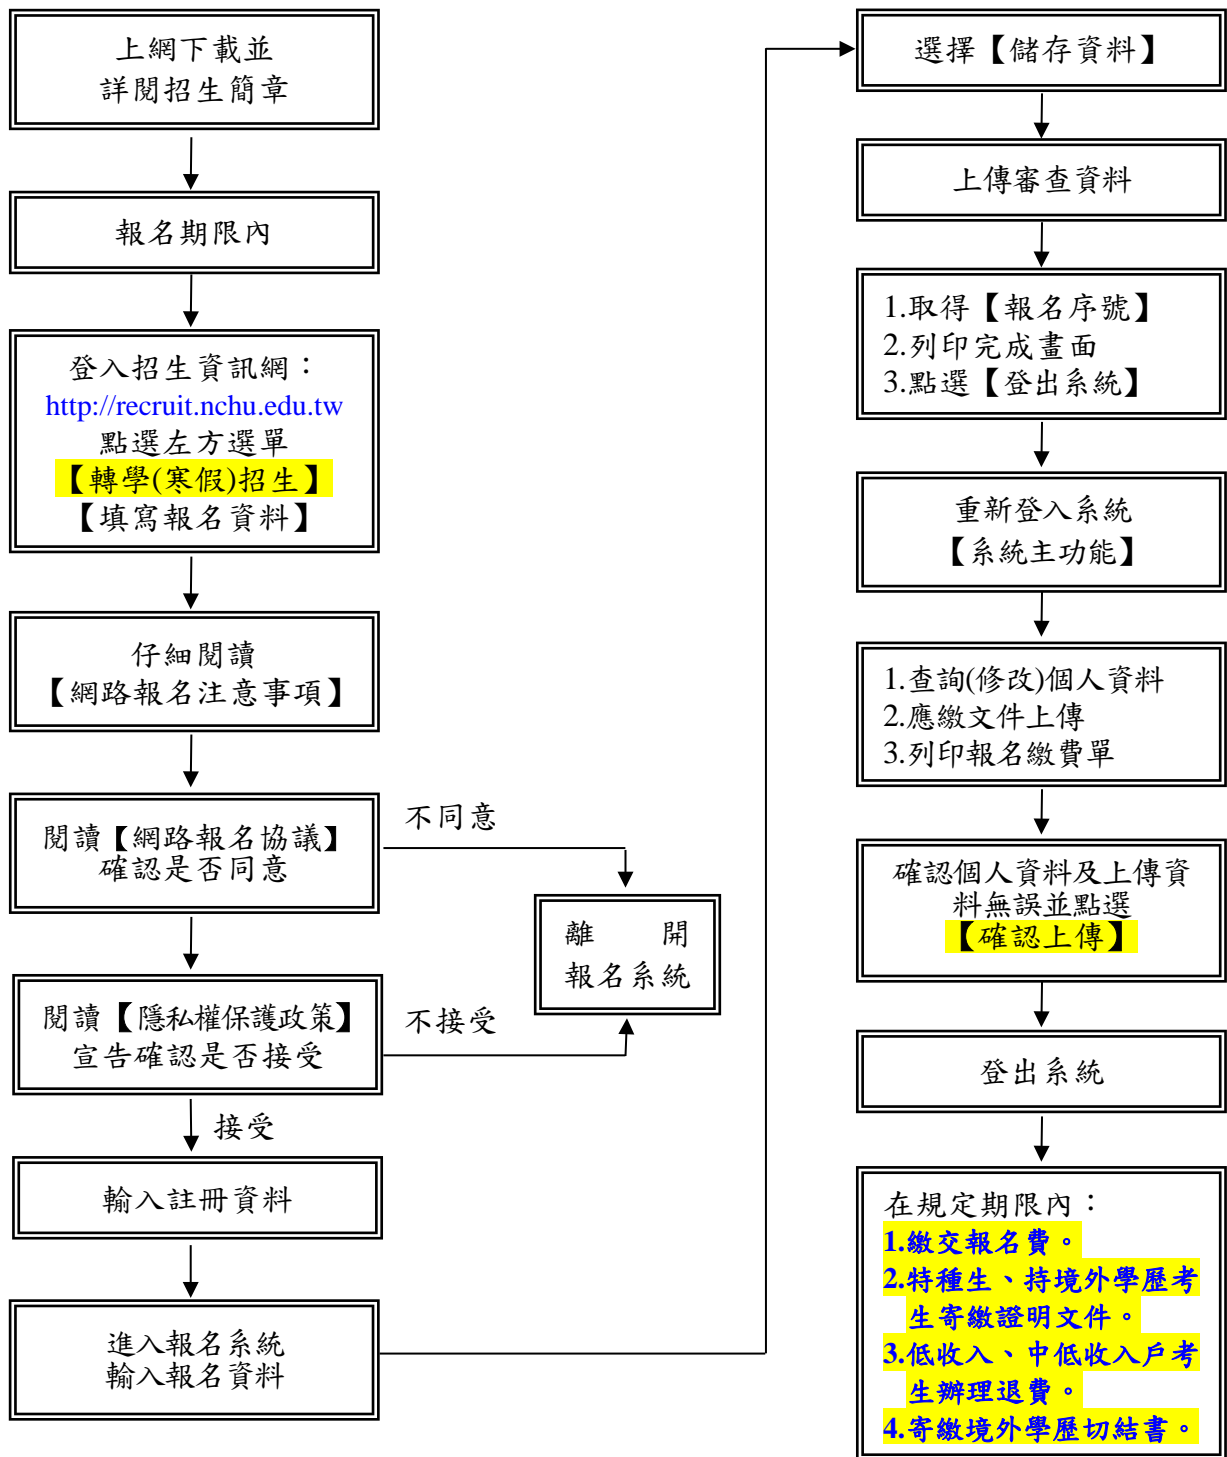 上網下載並
詳閱招生簡章
報名期限內
登入招生資訊網：
http://recruit.nchu.edu.tw
點選左方選單
【轉學(寒假)招生】
【填寫報名資料】
仔細閱讀
【網路報名注意事項】
閱讀【網路報名協議】
確認是否同意
不同意
離　　開
報名系統
閱讀【隱私權保護政策】
宣告確認是否接受
不接受
接受
輸入註冊資料
進入報名系統
輸入報名資料
選擇【儲存資料】
上傳審查資料
1.取得【報名序號】
2.列印完成畫面
3.點選【登出系統】
重新登入系統
【系統主功能】
1.查詢(修改)個人資料
2.應繳文件上傳
3.列印報名繳費單
確認個人資料及上傳資
料無誤並點選
【確認上傳】
登出系統
在規定期限內：
1.繳交報名費。
2.特種生、持境外學歷考
生寄繳證明文件。
3.低收入、中低收入戶考
生辦理退費。
4.寄繳境外學歷切結書。